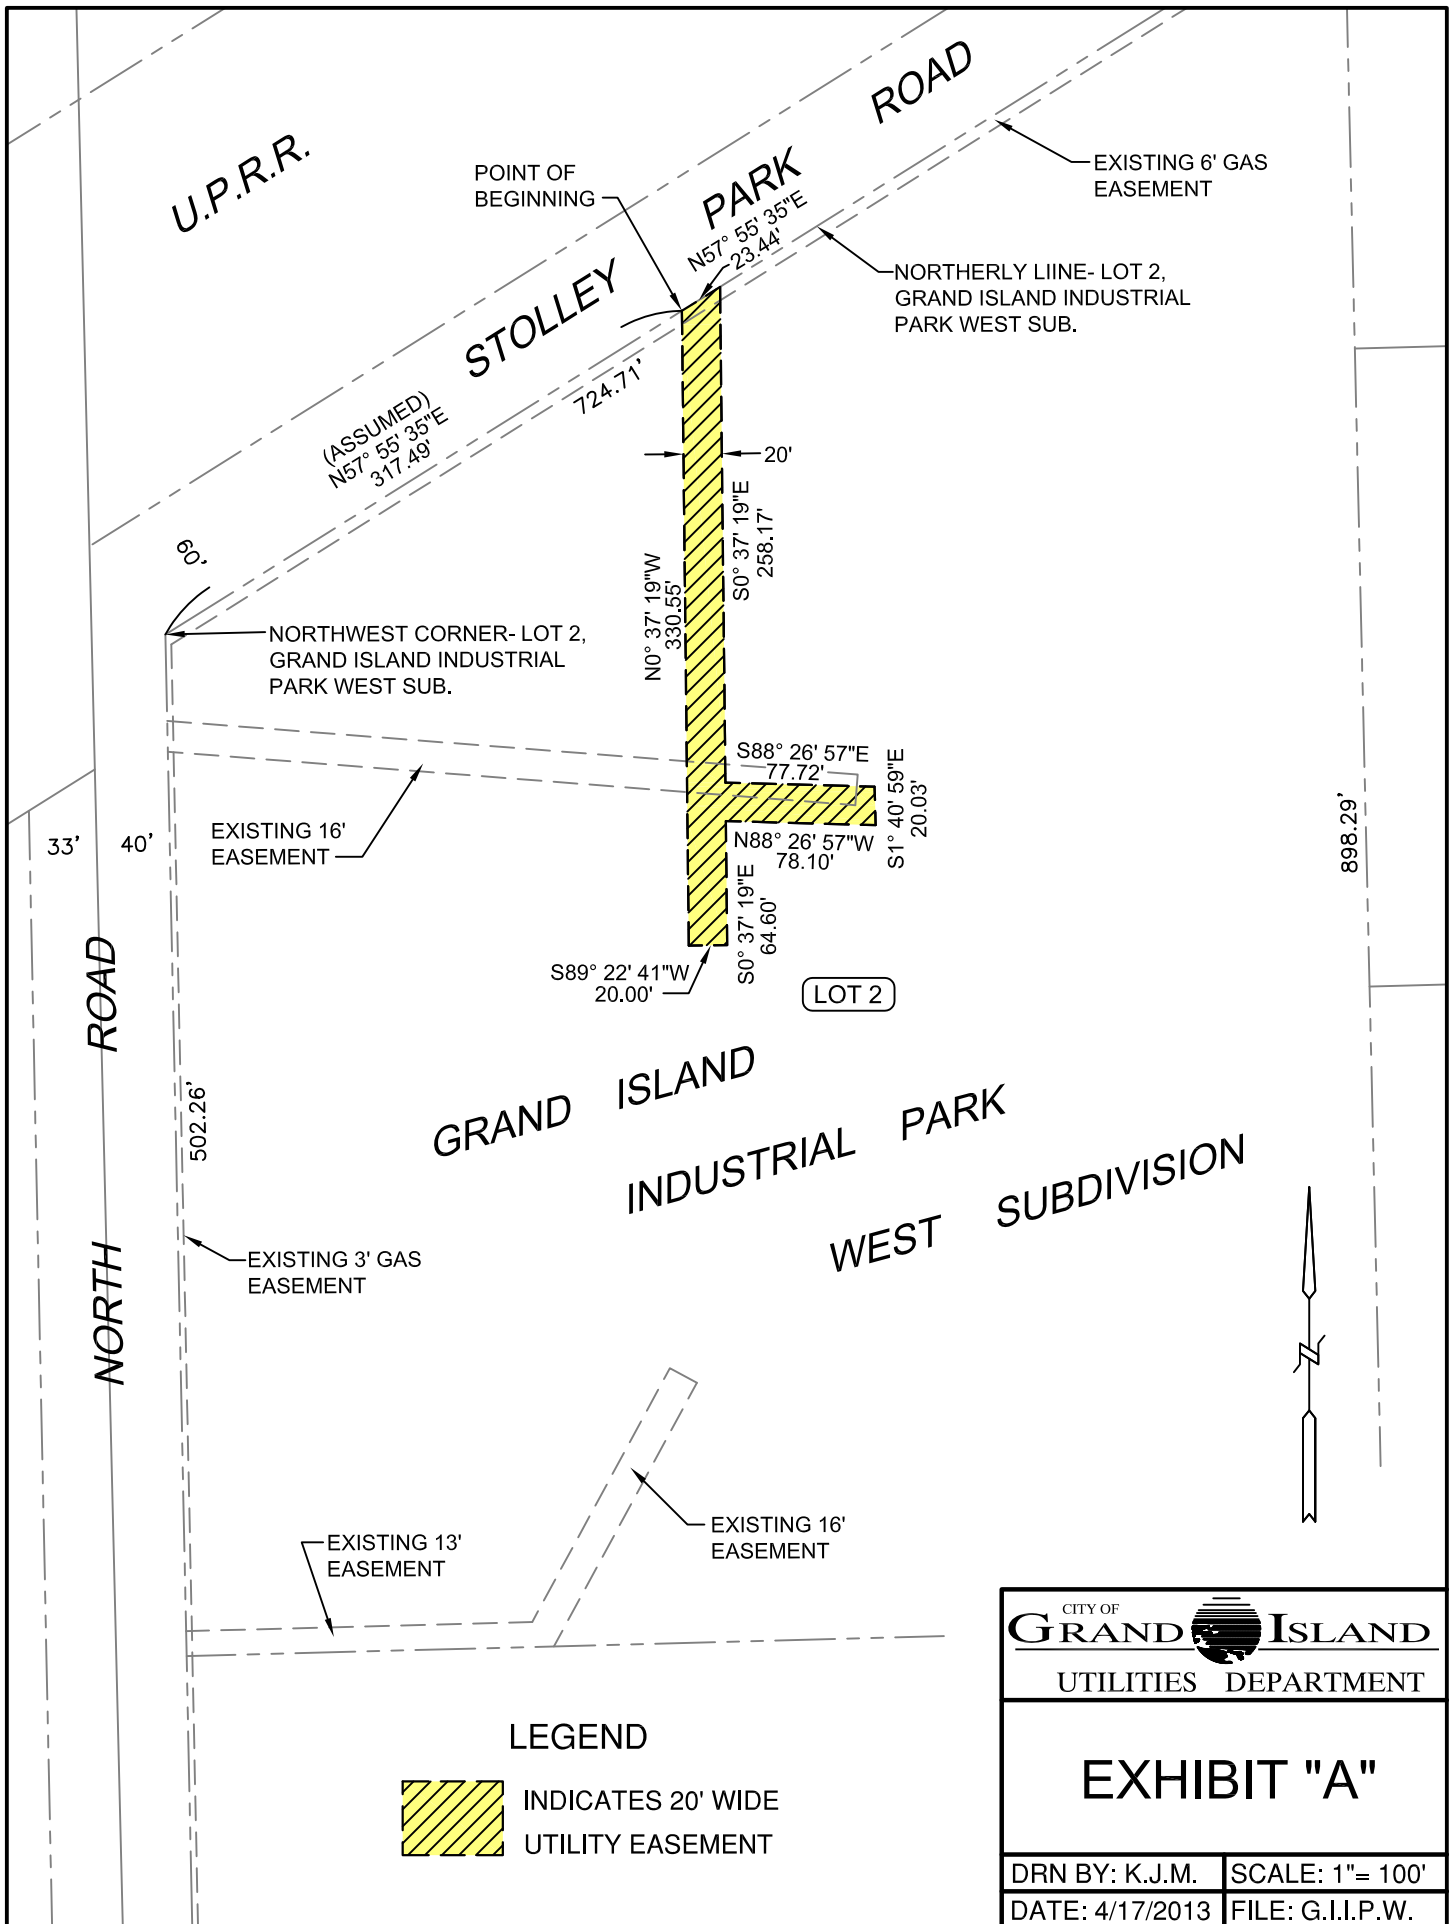 U.P.R.R.
STOLLEY
PARK
ROAD
POINT OF
BEGINNING
EXISTING 6' GAS
EASEMENT
N57° 55' 35"E
23.44'
NORTHERLY LIINE- LOT 2,
GRAND ISLAND INDUSTRIAL
PARK WEST SUB.
(ASSUMED)
N57° 55' 35"E
317.49'
724.71'
20'
S0° 37' 19"E
258.17'
N0° 37' 19"W
330.55'
60'
NORTHWEST CORNER- LOT 2,
GRAND ISLAND INDUSTRIAL
PARK WEST SUB.
S88° 26' 57"E
77.72'
S1° 40' 59"E
20.03'
N88° 26' 57"W
78.10'
EXISTING 16'
EASEMENT
33'
40'
898.29'
S0° 37' 19"E
64.60'
S89° 22' 41"W
20.00'
LOT 2
NORTH
ROAD
502.26'
GRAND ISLAND
INDUSTRIAL PARK
WEST SUBDIVISION
EXISTING 3' GAS
EASEMENT
EXISTING 16'
EASEMENT
EXISTING 13'
EASEMENT
LEGEND
INDICATES 20' WIDE
UTILITY EASEMENT
CITY OF
GRAND ISLAND
UTILITIES DEPARTMENT
EXHIBIT "A"
DRN BY: K.J.M.
SCALE: 1"= 100'
DATE: 4/17/2013
FILE: G.I.I.P.W.